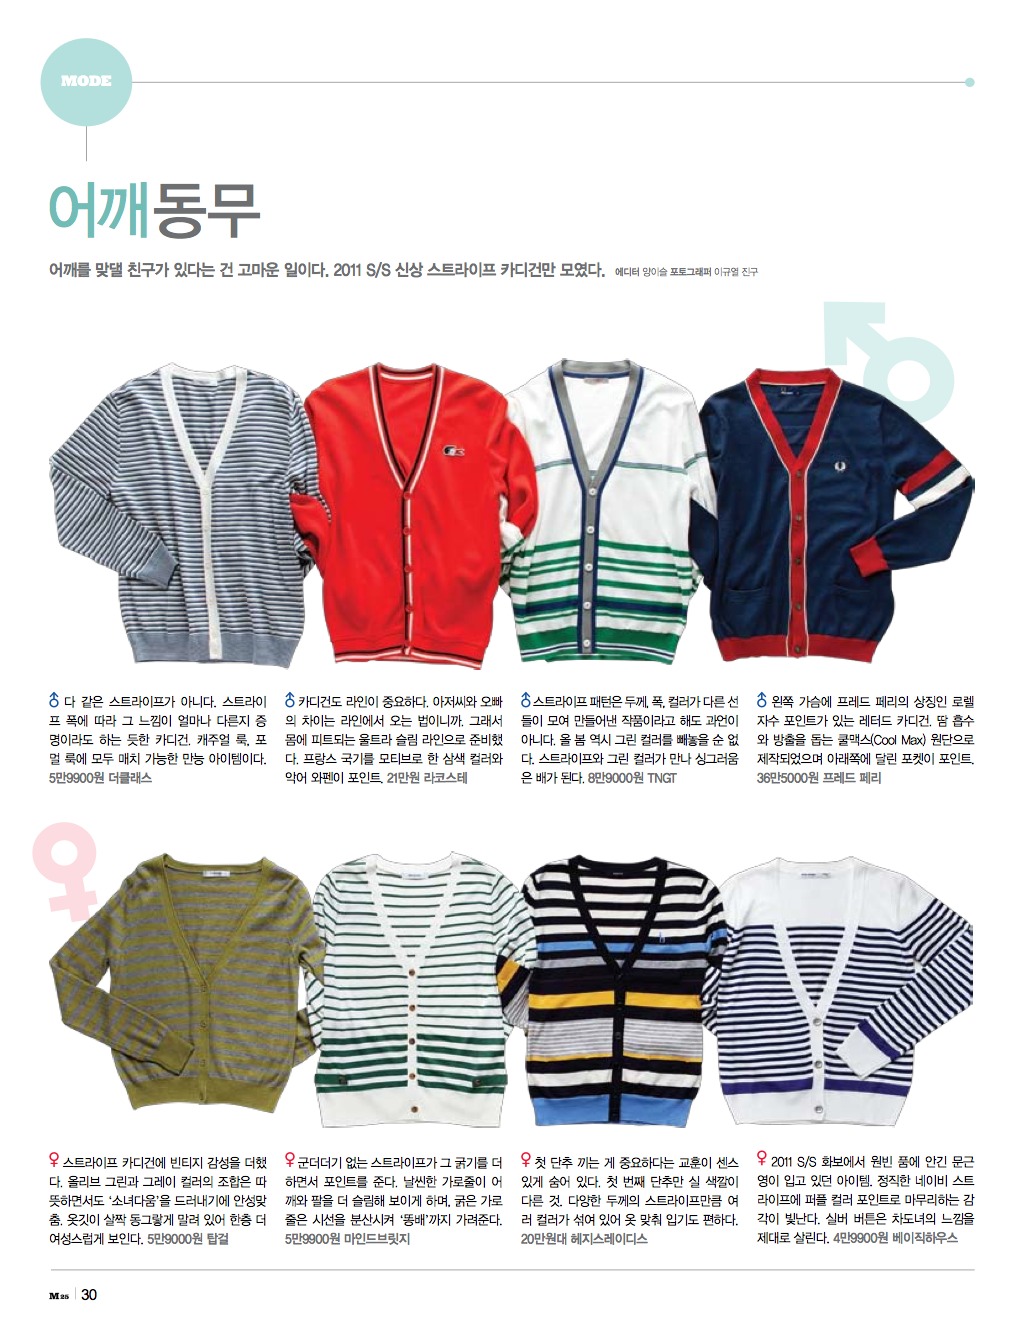 MODE
어깨동무
어깨를 맞댈 친구가 있다는 건 고마운 일이다. 2011 S/S 신상 스트라이프 카디건만 모였다. 에디터 양이슬 포토그래퍼 이규열 진구
♂ 다 같은 스트라이프가 아니다. 스트라이
프 폭에 따라 그 느낌이 얼마나 다른지 증
명이라도 하는 듯한 카디건. 캐주얼 룩, 포
멀 룩에 모두 매치 가능한 만능 아이템이다.
5만9900원 더클래스
♂ 카디건도 라인이 중요하다. 아저씨와 오빠
의 차이는 라인에서 오는 법이니까. 그래서
몸에 피트되는 울트라 슬림 라인으로 준비했
다. 프랑스 국기를 모티브로 한 삼색 컬러와
악어 와펜이 포인트. 21만원 라코스테
♂ 스트라이프 패턴은 두께, 폭, 컬러가 다른 선
들이 모여 만들어낸 작품이라고 해도 과언이
아니다. 올 봄 역시 그린 컬러를 빼놓을 순 없
다. 스트라이프와 그린 컬러가 만나 싱그러움
은 배가 된다. 8만9000원 TNGT
♂ 왼쪽 가슴에 프레드 페리의 상징인 로렐
자수 포인트가 있는 레터드 카디건. 땀 흡수
와 방출을 돕는 쿨맥스(Cool Max) 원단으로
제작되었으며 아래쪽에 달린 포켓이 포인트.
36만5000원 프레드 페리
♀ 스트라이프 카디건에 빈티지 감성을 더했
다. 올리브 그린과 그레이 컬러의 조합은 따
뜻하면서도 ‘소녀다움’을 드러내기에 안성맞
춤. 옷깃이 살짝 동그랗게 말려 있어 한층 더
여성스럽게 보인다. 5만9000원 탑걸
♀ 군더더기 없는 스트라이프가 그 굵기를 더
하면서 포인트를 준다. 날씬한 가로줄이 어
깨와 팔을 더 슬림해 보이게 하며, 굵은 가로
줄은 시선을 분산시켜 ‘똥배’까지 가려준다.
5만9900원 마인드브릿지
♀ 첫 단추 끼는 게 중요하다는 교훈이 센스
있게 숨어 있다. 첫 번째 단추만 실 색깔이
다른 것. 다양한 두께의 스트라이프만큼 여
러 컬러가 섞여 있어 옷 맞춰 입기도 편하다.
20만원대 헤지스레이디스
♀ 2011 S/S 화보에서 원빈 품에 안긴 문근
영이 입고 있던 아이템. 정직한 네이비 스트
라이프에 퍼플 컬러 포인트로 마무리하는 감
각이 빛난다. 실버 버튼은 차도녀의 느낌을
제대로 살린다. 4만9900원 베이직하우스
M25 | 30